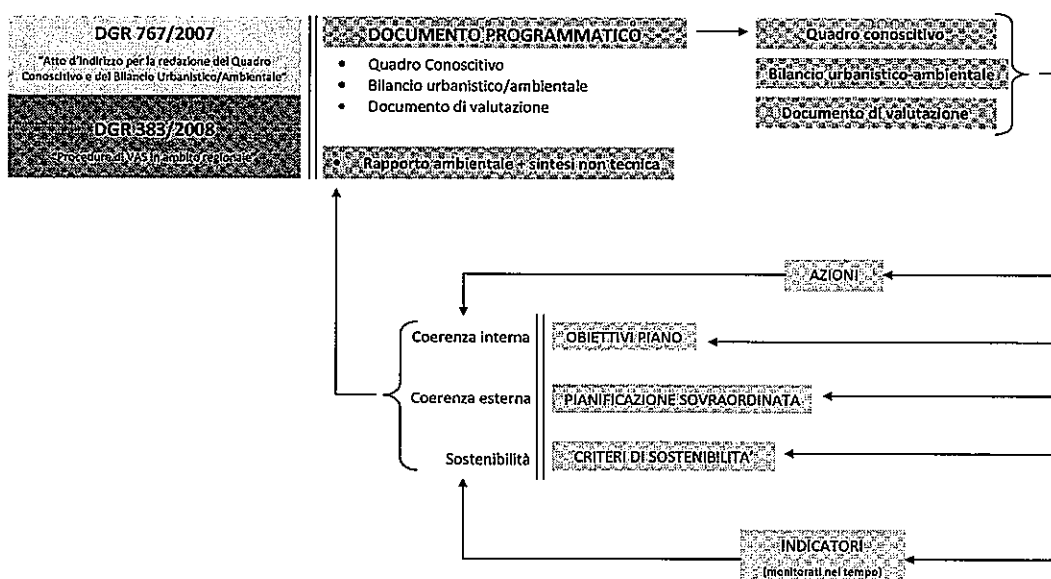 DGR 767/2007
"Atto d'Indirizzo per la redazione del Quadro
Conoscitivo e del Bilancio Urbanistico/Ambientale"
DGR 383/2008
"Procedure di VAS in ambito regionale"
DOCUMENTO PROGRAMMATICO
• Quadro Conoscitivo
• Bilancio urbanistico/ambientale
• Documento di valutazione
• Rapporto ambientale + sintesi non tecnica
Quadro conoscitivo
Bilancio urbanistico-ambientale
Documento di valutazione
AZIONI
Coerenza interna
OBIETTIVI PIANO
Coerenza esterna
PIANIFICAZIONE SOVRAORDINATA
Sostenibilità
CRITERI DI SOSTENIBILITA'
INDICATORI
(monitorati nel tempo)